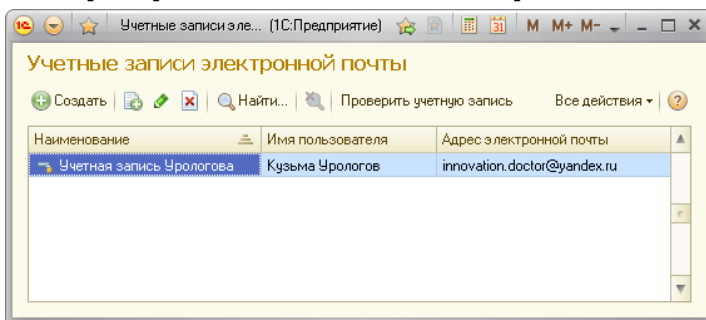 Учетные записи эле... (1С:Предприятие) 31 M M+ M-
Учетные записи электронной почты
Создать Найти... Проверить учетную запись Все действия ?
Наименование Имя пользователя Адрес электронной почты
Учетная запись Урологова Кузьма Урологов innovation.doctor@yandex.ru